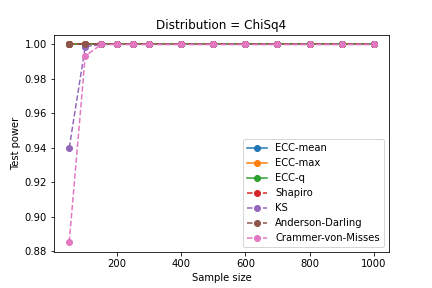 Distribution = ChiSq4
1.00
0.98
0.96
0.94
0.92
0.90
0.88
Test power
ECC-mean
ECC-max
ECC-q
Shapiro
KS
Anderson-Darling
Crammer-von-Misses
200 400 600 800 1000
Sample size